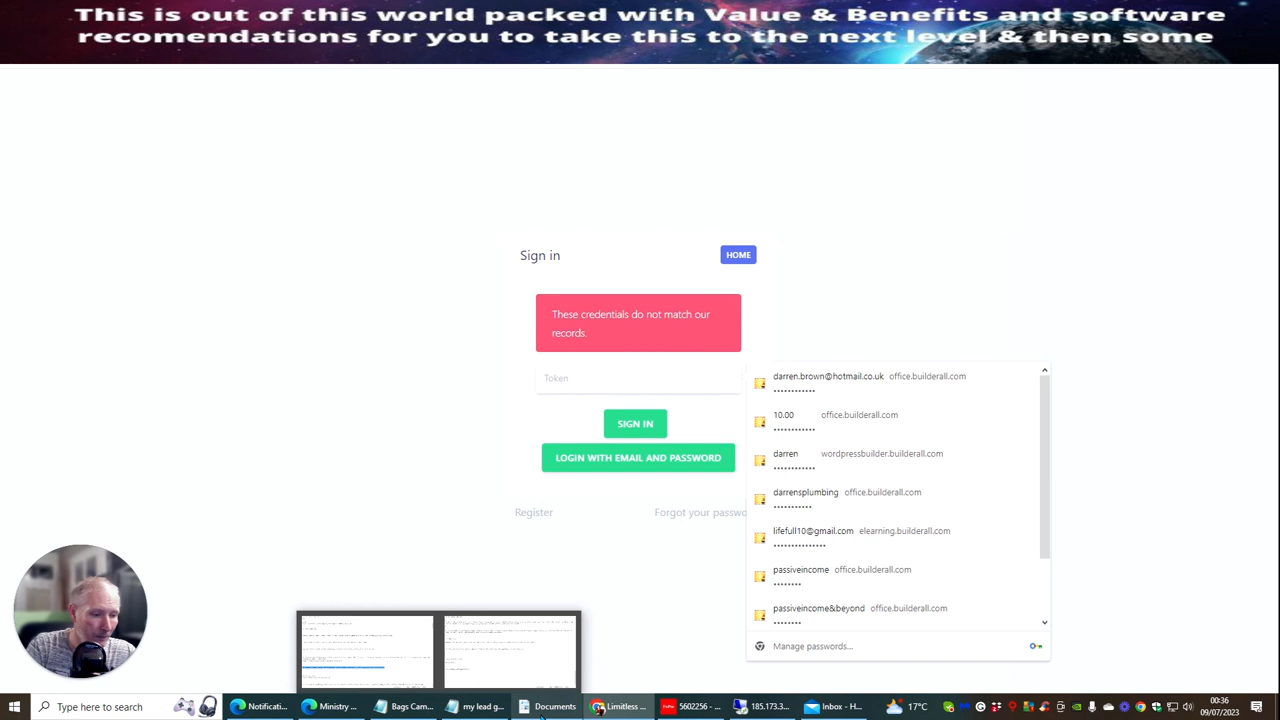 This is out of this world packed with Value & Benefits and software
recomendations for you to take this to the next level & then some
Sign in
HOME
These credentials do not match our
records.
Token
SIGN IN
LOGIN WITH EMAIL AND PASSWORD
Register
Forgot your passwo
darren.brown@hotmail.co.uk office.builderall.com
••••••••••••
10.00 office.builderall.com
••••••••••••
darren wordpressbuilder.builderall.com
••••••••••••
darrensplumbing office.builderall.com
•••••••••••
lifefull10@gmail.com elearning.builderall.com
•••••••••••••••
passiveincome office.builderall.com
••••••••
passiveincome&beyond office.builderall.com
••••••••
Manage passwords...
Type here to search
Notificati...
Ministry ...
Bags Cam...
my lead g...
Documents
Limitless ...
5602256 - ...
185.173.3...
Inbox - H...
17°C
00:36
09/07/2023